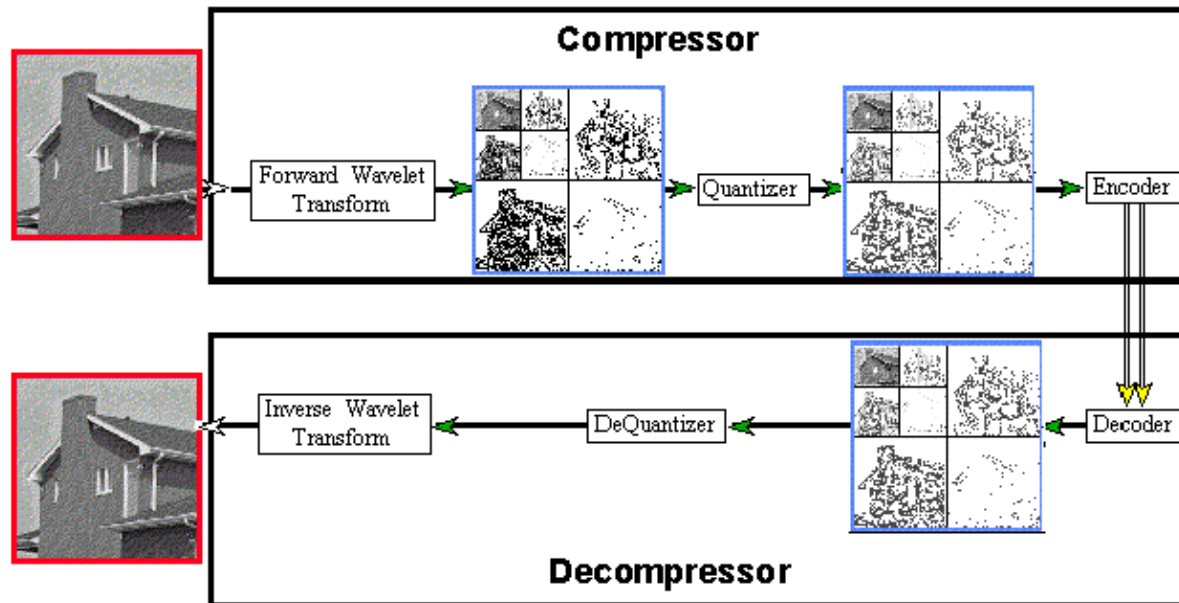 Compressor
Forward Wavelet
Transform
Quantizer
Encoder
Inverse Wavelet
Transform
DeQuantizer
Decoder
Decompressor